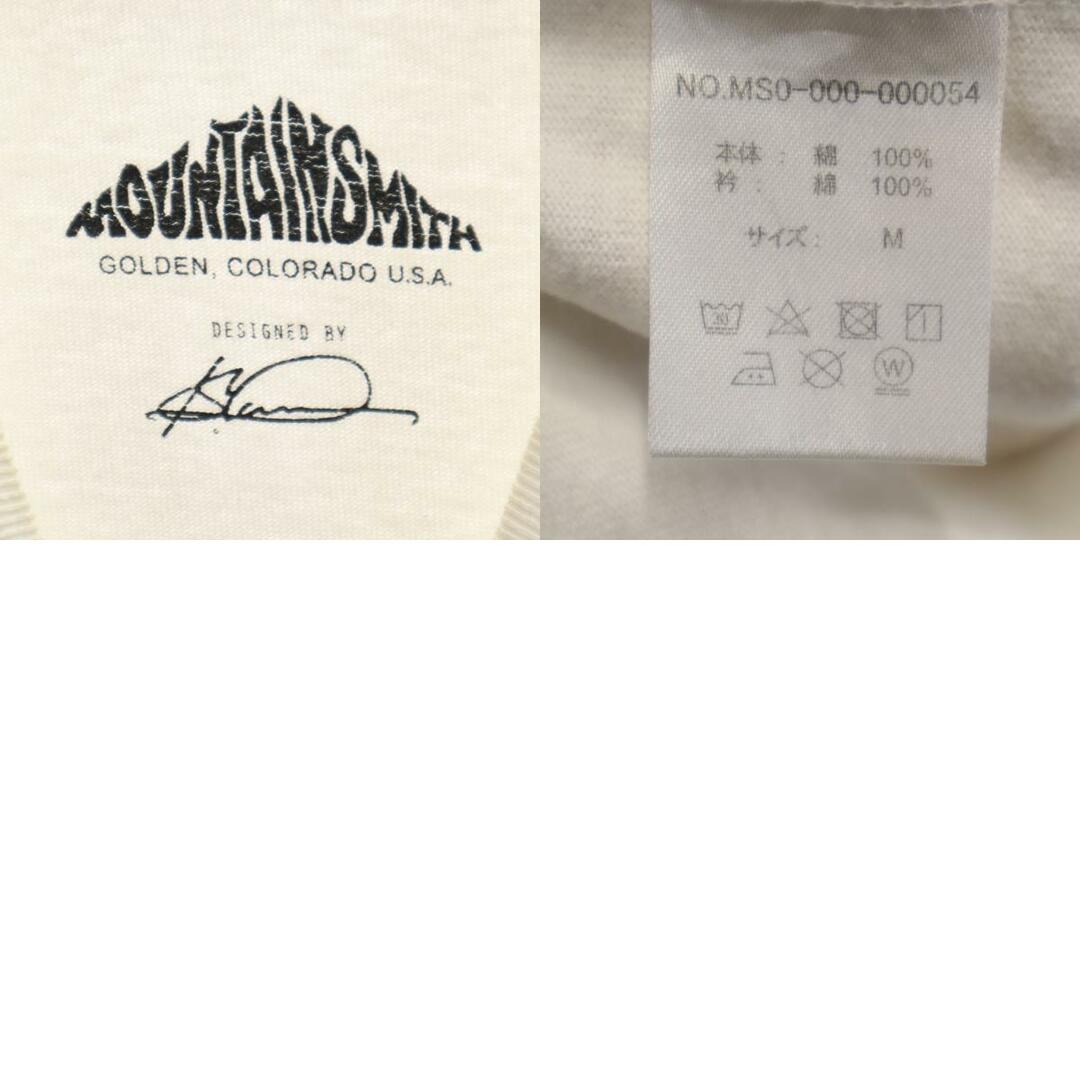 MOUNTAINSMITH
GOLDEN, COLORADO U.S.A.
DESIGNED BY
NO.MS0-000-000054
本体 : 綿 100%
衿 : 綿 100%
サイズ: M
30
W